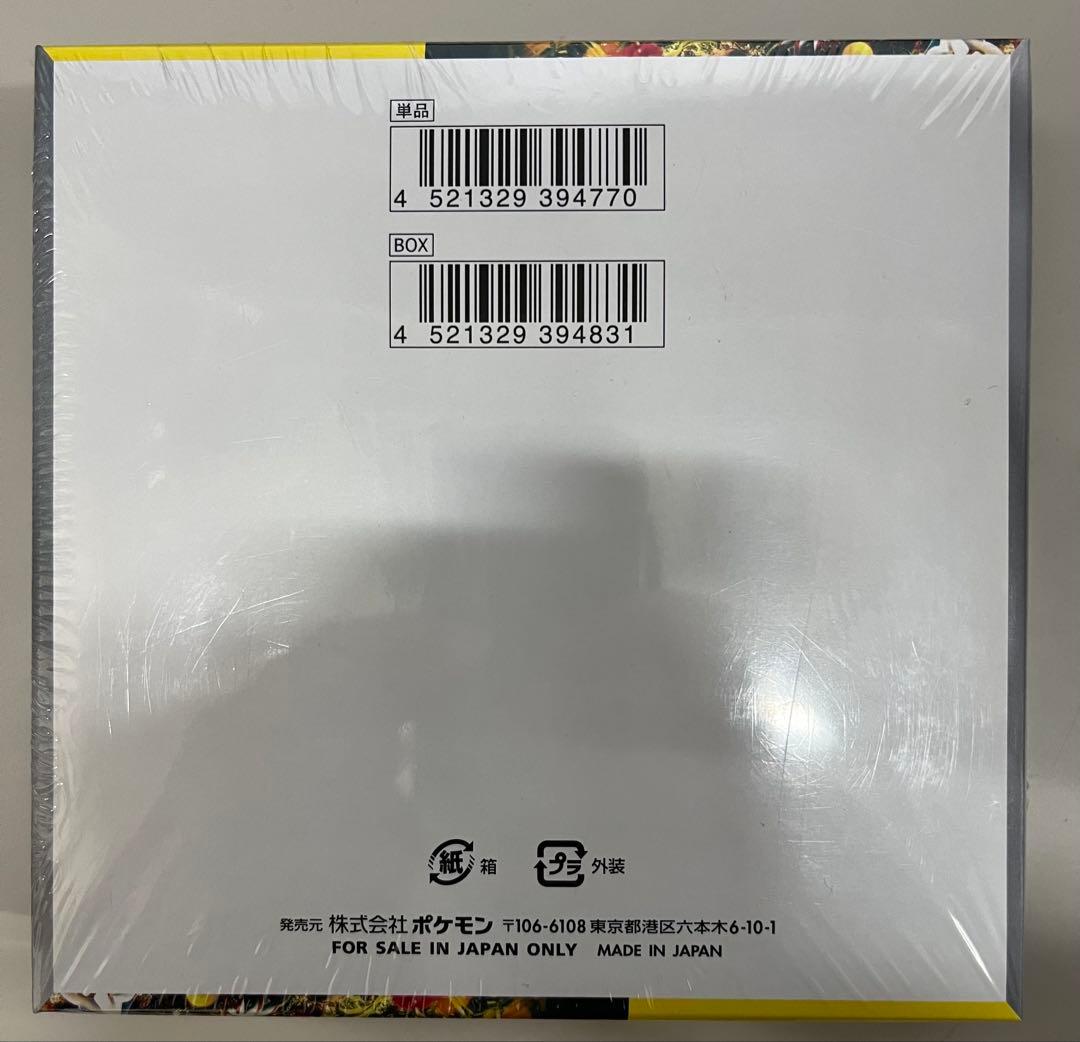 単品
4 521329 394770
BOX
4 521329 394831
紙 箱 プラ 外装
発売元 株式会社ポケモン 〒106-6108 東京都港区六本木6-10-1
FOR SALE IN JAPAN ONLY MADE IN JAPAN